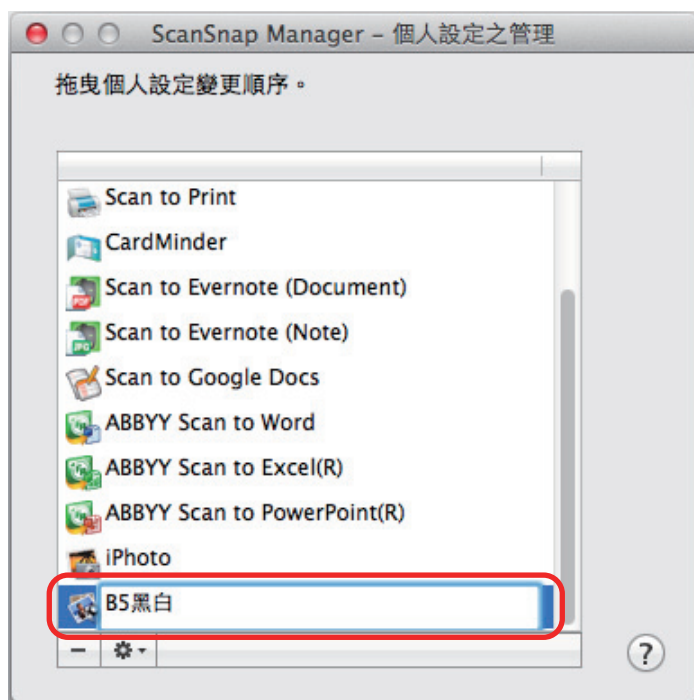 ScanSnap Manager – 個人設定之管理
拖曳個人設定變更順序。
Scan to Print
CardMinder
Scan to Evernote (Document)
Scan to Evernote (Note)
Scan to Google Docs
ABBYY Scan to Word
ABBYY Scan to Excel(R)
ABBYY Scan to PowerPoint(R)
iPhoto
B5黑白
?